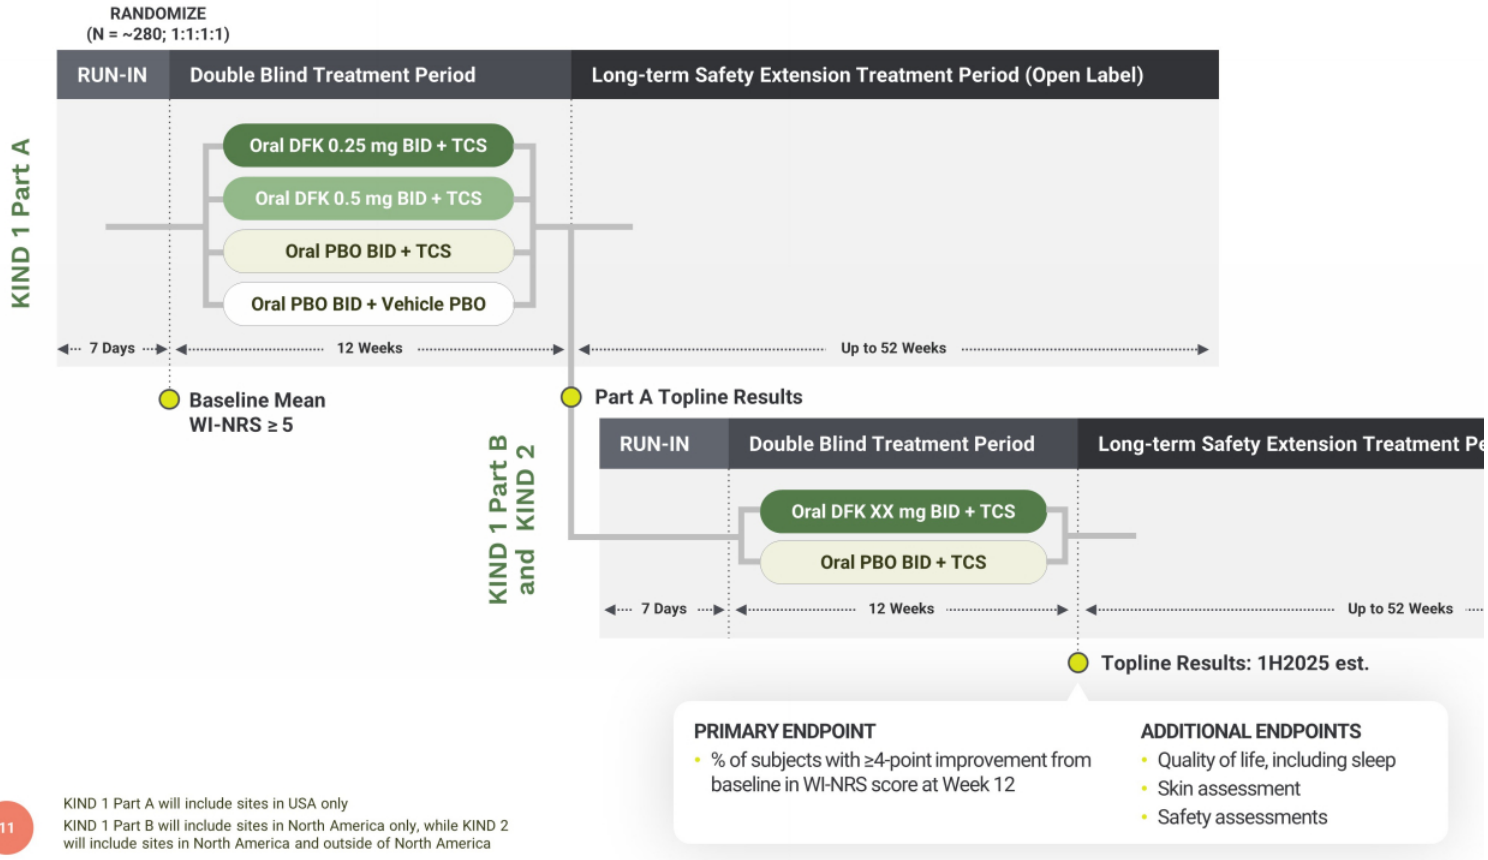 RANDOMIZE
(N = ~280; 1:1:1:1)
RUN-IN
Double Blind Treatment Period
Long-term Safety Extension Treatment Period (Open Label)
KIND 1 Part A
Oral DFK 0.25 mg BID + TCS
Oral DFK 0.5 mg BID + TCS
Oral PBO BID + TCS
Oral PBO BID + Vehicle PBO
7 Days
12 Weeks
Up to 52 Weeks
Baseline Mean
WI-NRS ≥ 5
Part A Topline Results
KIND 1 Part B
and KIND 2
RUN-IN
Double Blind Treatment Period
Long-term Safety Extension Treatment Pe
Oral DFK XX mg BID + TCS
Oral PBO BID + TCS
7 Days
12 Weeks
Up to 52 Weeks
Topline Results: 1H2025 est.
PRIMARY ENDPOINT
• % of subjects with ≥4-point improvement from
baseline in WI-NRS score at Week 12
ADDITIONAL ENDPOINTS
• Quality of life, including sleep
• Skin assessment
• Safety assessments
11
KIND 1 Part A will include sites in USA only
KIND 1 Part B will include sites in North America only, while KIND 2
will include sites in North America and outside of North America